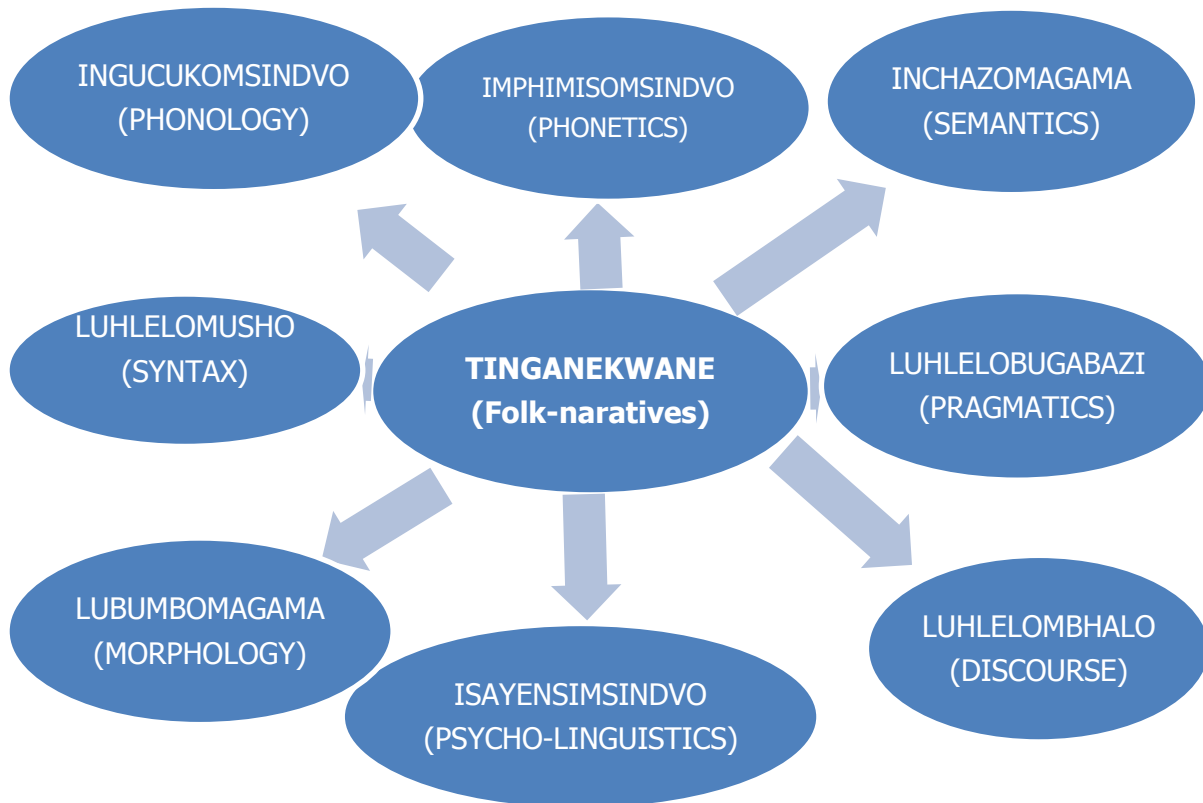 INGUCUKOMSINDVO
(PHONOLOGY)
IMPHIMISOMSINDVO
(PHONETICS)
INCHAZOMAGAMA
(SEMANTICS)
LUHLELOMUSHO
(SYNTAX)
TINGANEKWANE
(Folk-naratives)
LUHLELOBUGABAZI
(PRAGMATICS)
LUBUMBOMAGAMA
(MORPHOLOGY)
ISAYENSIMSINDVO
(PSYCHO-LINGUISTICS)
LUHLELOMBHALO
(DISCOURSE)